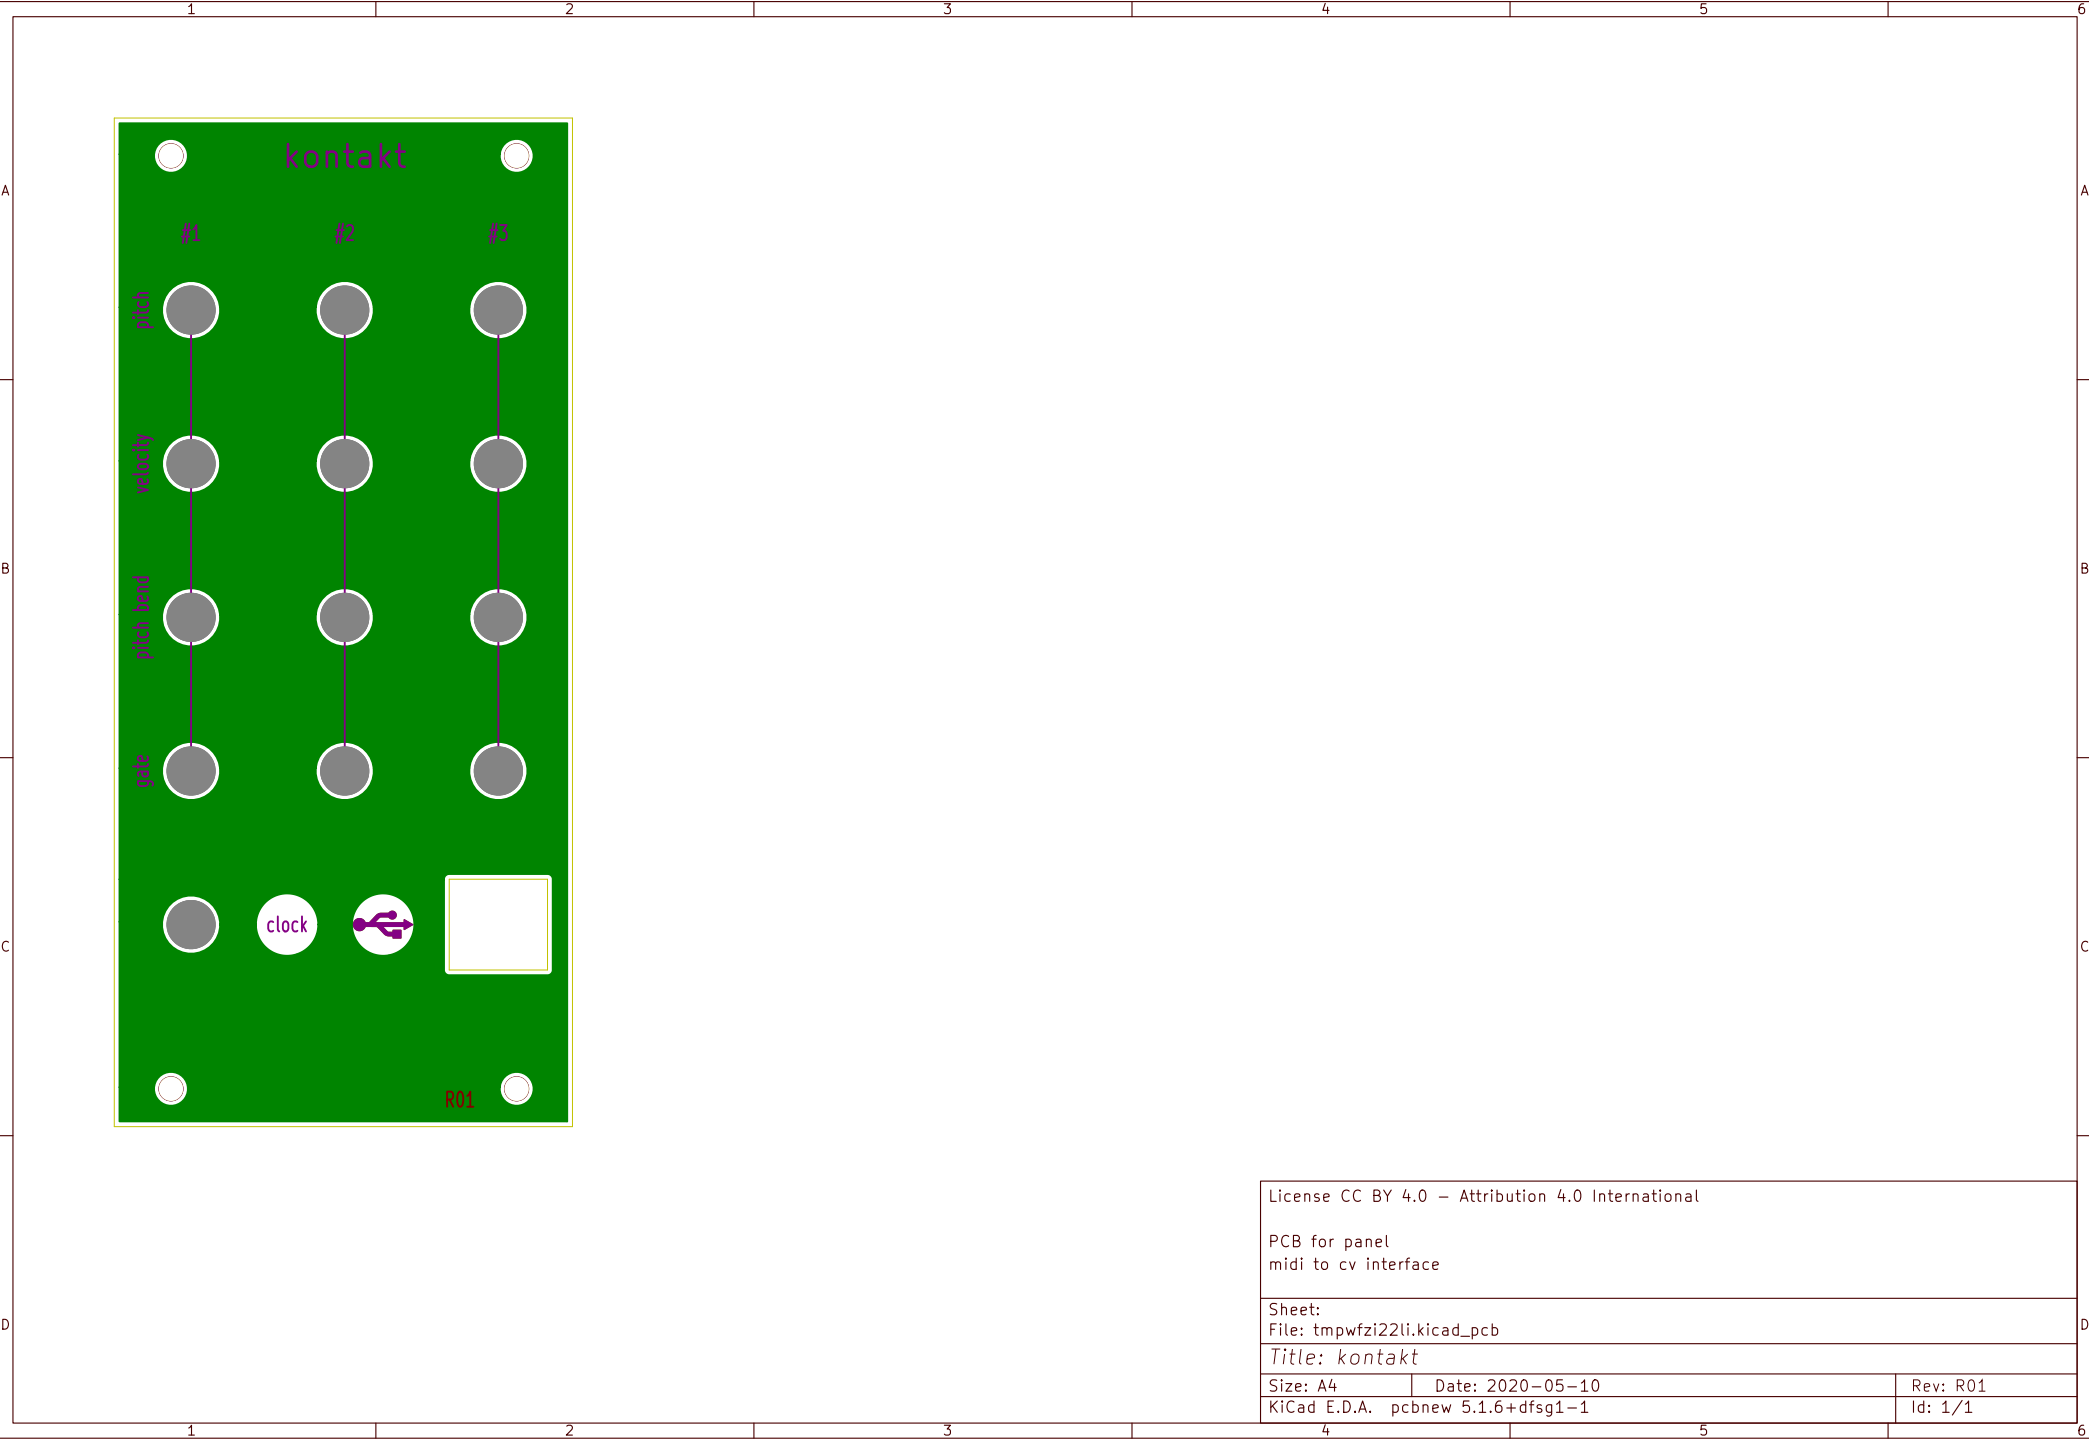 1 2 3 4 5 6
kontakt
A A
#1 #2 #3
pitch
velocity
B B
pitch bend
gate
clock
C C
R01
License CC BY 4.0 - Attribution 4.0 International
PCB for panel
midi to cv interface
Sheet:
D D
File: tmpwfzi22li.kicad_pcb
Title: kontakt
Size: A4 Date: 2020-05-10 Rev: R01
KiCad E.D.A. pcbnew 5.1.6+dfsg1-1 Id: 1/1
1 2 3 4 5 6